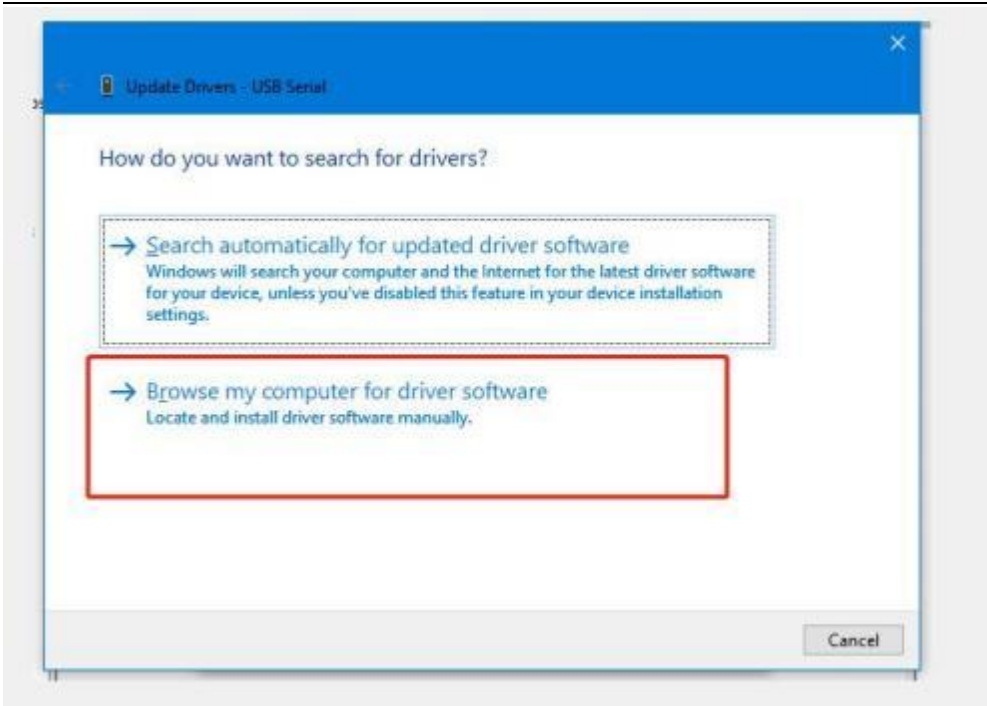 Update Drivers - USB Serial
How do you want to search for drivers?
→ Search automatically for updated driver software
Windows will search your computer and the Internet for the latest driver software
for your device, unless you've disabled this feature in your device installation
settings.
→ Browse my computer for driver software
Locate and install driver software manually.
Cancel